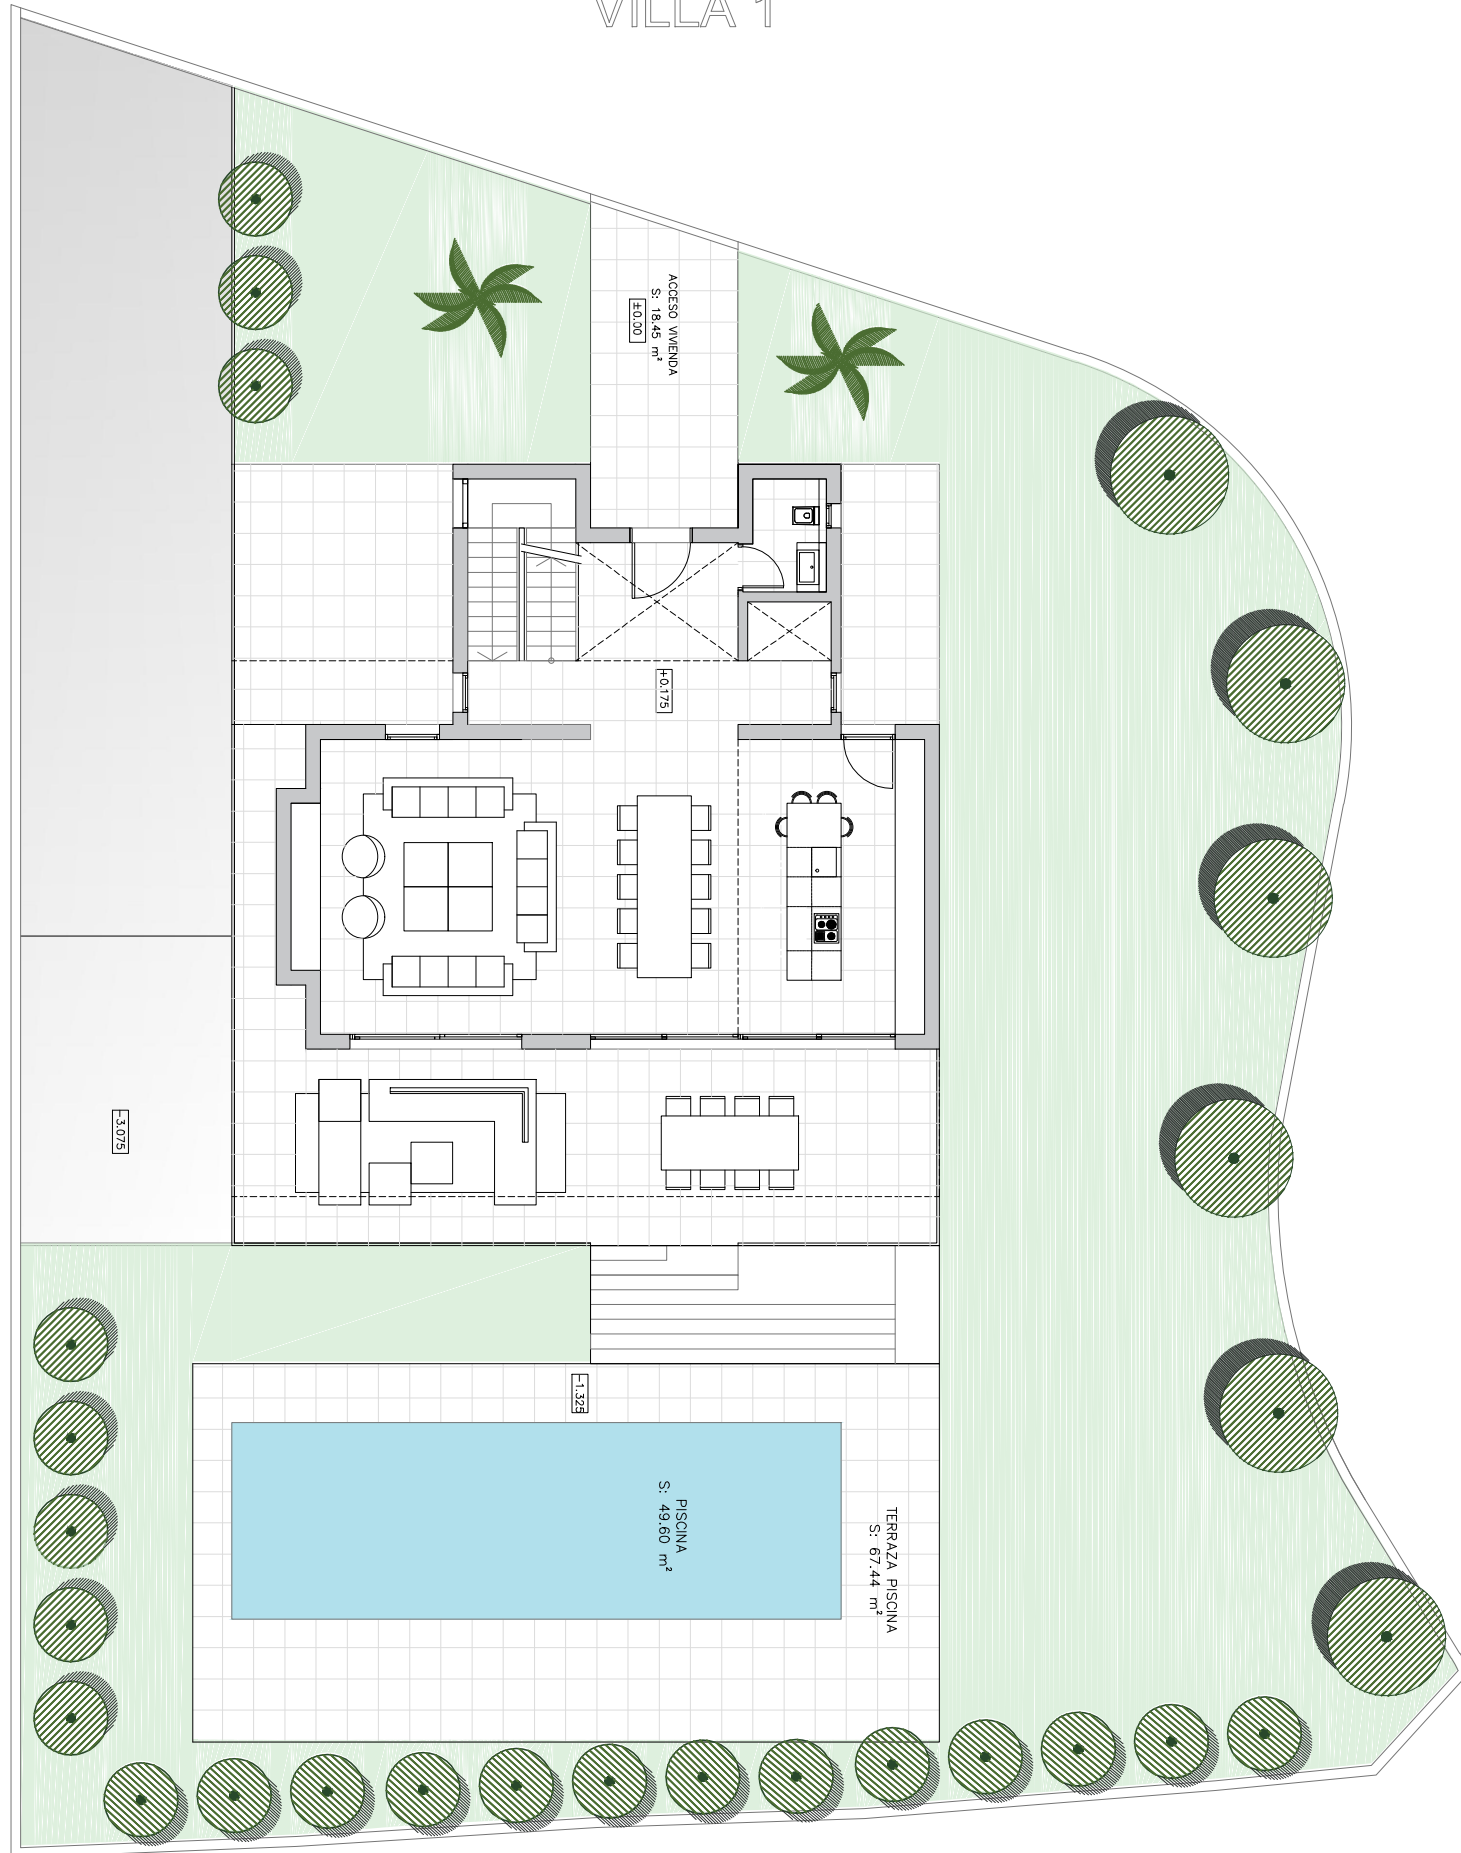 VILLA 1
ACCESO VIVIENDA
S: 18.45 m²
±0.00
+0.175
-3.075
-1.325
PISCINA
S: 49.60 m²
TERRAZA PISCINA
S: 67.44 m²